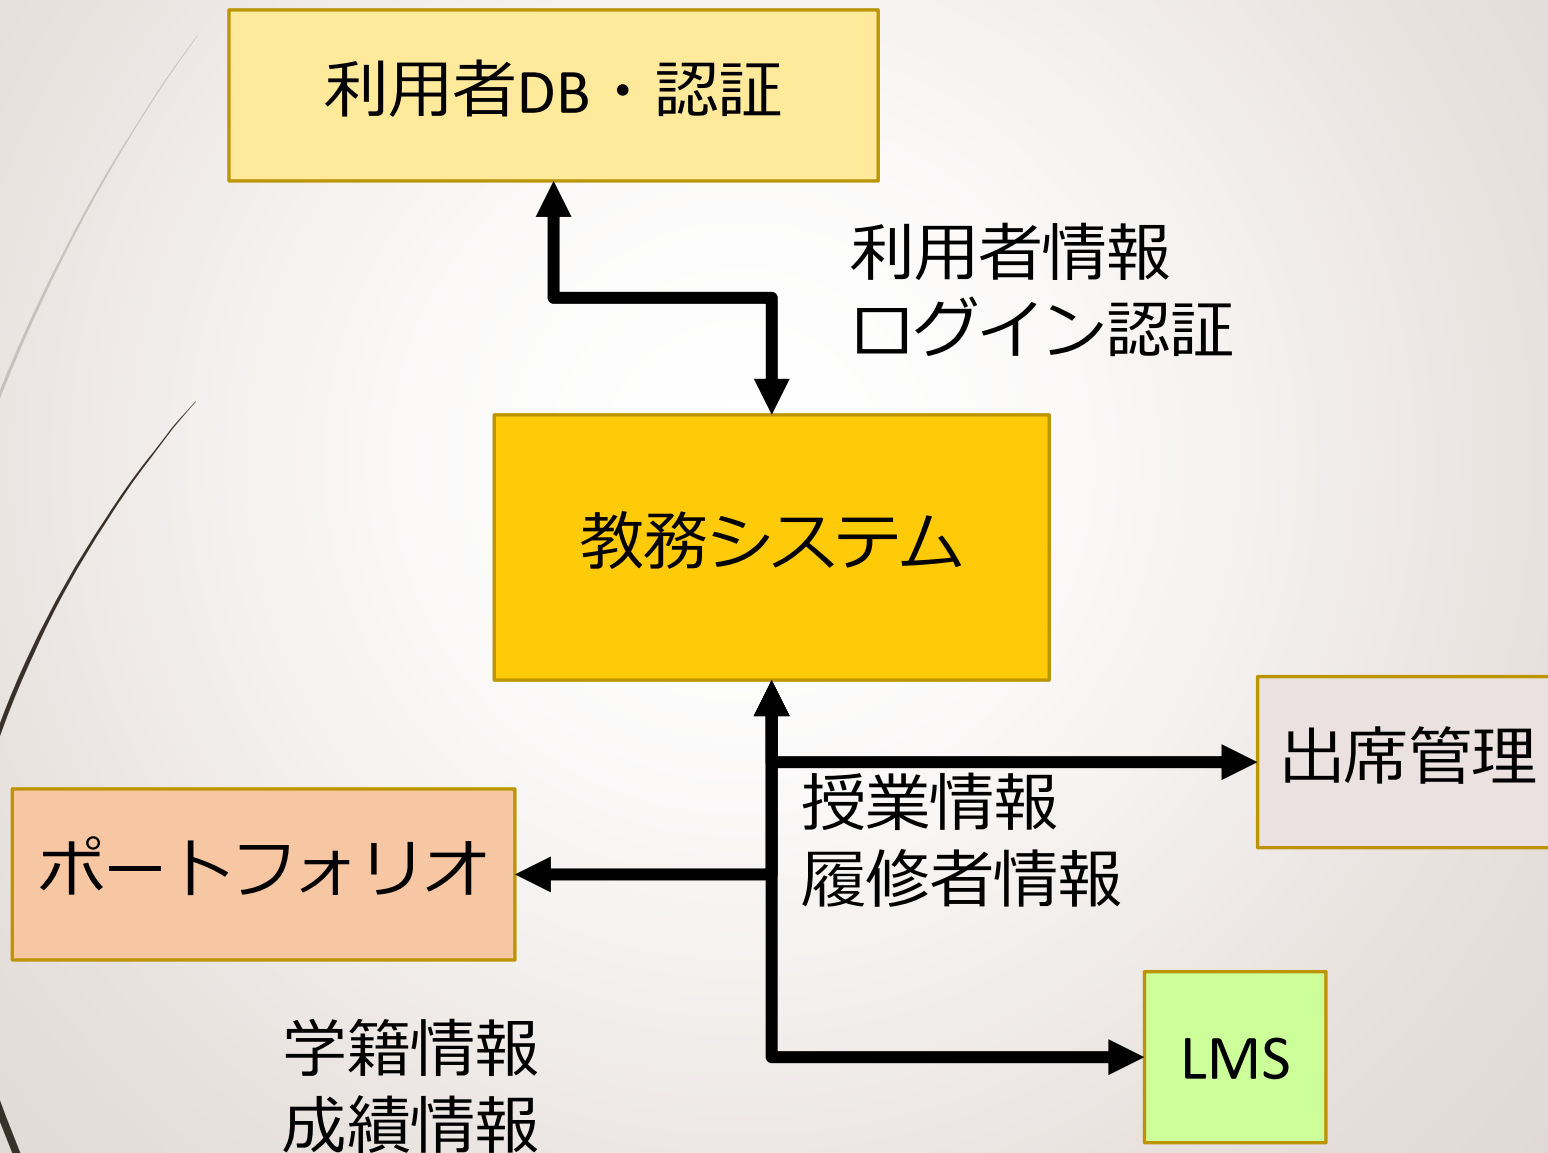 利用者DB・認証
利用者情報
ログイン認証
教務システム
出席管理
授業情報
履修者情報
ポートフォリオ
学籍情報
成績情報
LMS